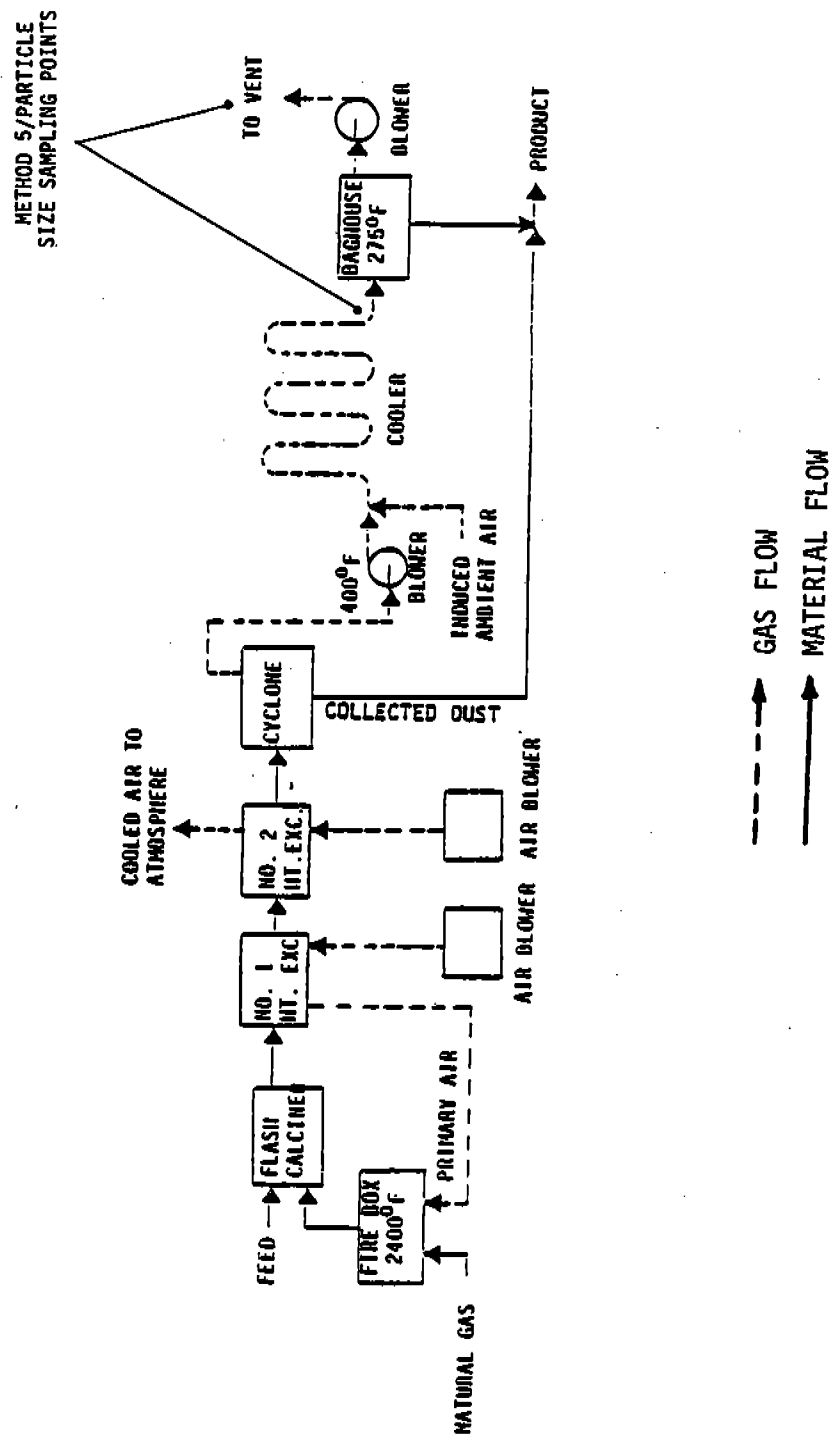 METHOD 5/PARTICLE
SIZE SAMPLING POINTS
TO VENT
BLOWER
BAGHOUSE
275°F
PRODUCT
COOLER
400°F
BLOWER
INDUCED
AMBIENT AIR
CYCLONE
COLLECTED DUST
COOLED AIR TO
ATMOSPHERE
NO. 2
HT.EXC.
AIR BLOWER
NO. 1
HT. EXC
AIR BLOWER
FLASH
CALCINER
FEED
FIRE BOX
2400°F
PRIMARY AIR
NATURAL GAS
GAS FLOW
MATERIAL FLOW